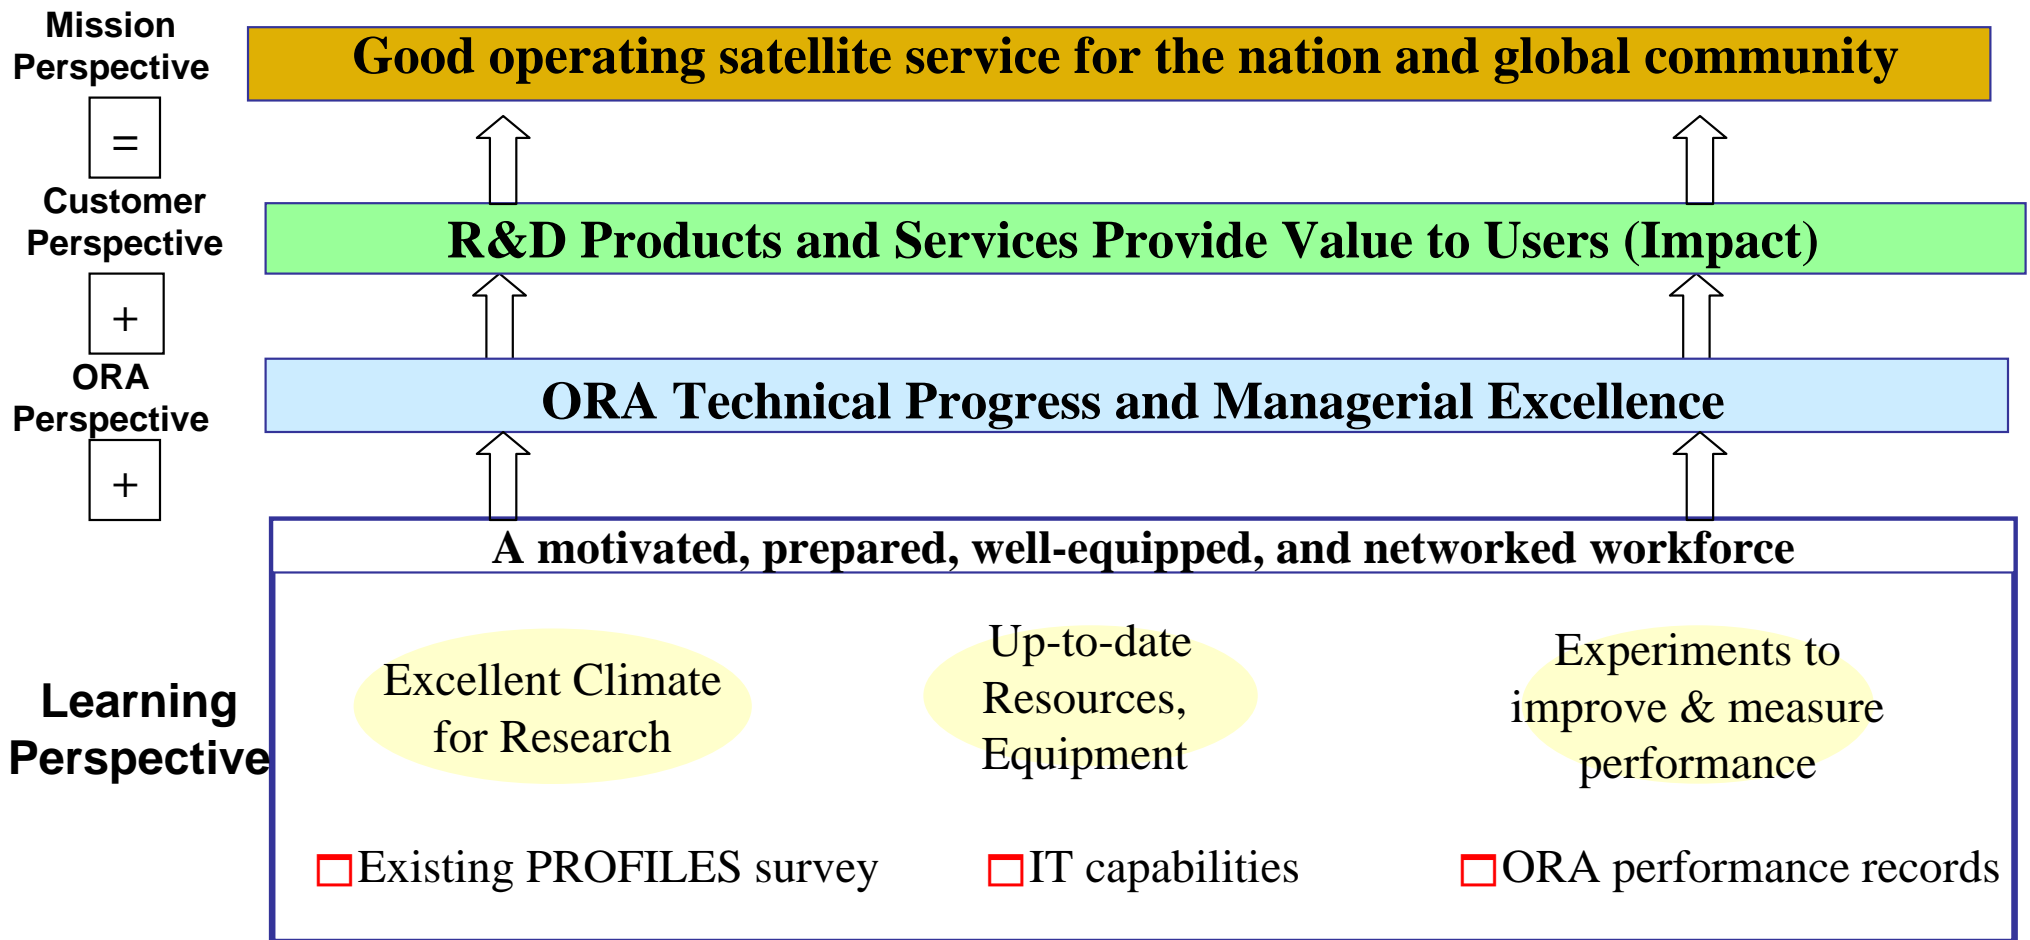 Mission
Perspective
Good operating satellite service for the nation and global community
=
Customer
Perspective
R&D Products and Services Provide Value to Users (Impact)
+
ORA
Perspective
ORA Technical Progress and Managerial Excellence
+
A motivated, prepared, well-equipped, and networked workforce
Learning
Perspective
Excellent Climate
for Research
Up-to-date
Resources,
Equipment
Experiments to
improve & measure
performance
Existing PROFILES survey
IT capabilities
ORA performance records